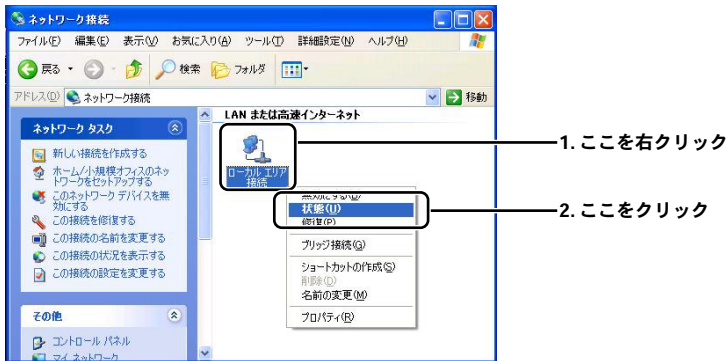 ネットワーク接続
ファイル(F) 編集(E) 表示(V) お気に入り(A) ツール(T) 詳細設定(N) ヘルプ(H)
戻る 検索 フォルダ
アドレス(D) ネットワーク接続 移動
ネットワーク タスク
新しい接続を作成する
ホーム/小規模オフィスのネッ
トワークをセットアップする
このネットワーク デバイスを無
効にする
この接続を修復する
この接続の名前を変更する
この接続の状況を表示する
この接続の設定を変更する
その他
コントロール パネル
マイ ネットワーク
LAN または高速インターネット
ローカル エリア
接続
無効にする(B)
状態(U)
修復(P)
ブリッジ接続(G)
ショートカットの作成(S)
削除(D)
名前の変更(M)
プロパティ(R)
1. ここを右クリック
2. ここをクリック